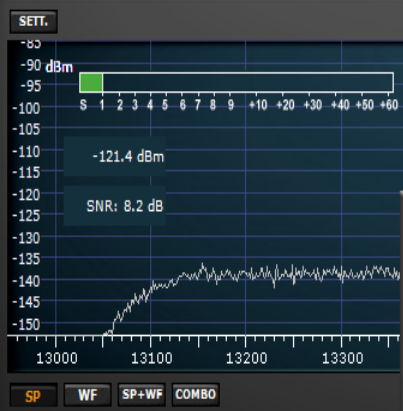 SETT.
-85
-90 dBm
-95
S 1 2 3 4 5 6 7 8 9 +10 +20 +30 +40 +50 +60
-100
-105
-110
-121.4 dBm
-115
-120
SNR: 8.2 dB
-125
-130
-135
-140
-145
-150
13000 13100 13200 13300
SP WF SP+WF COMBO